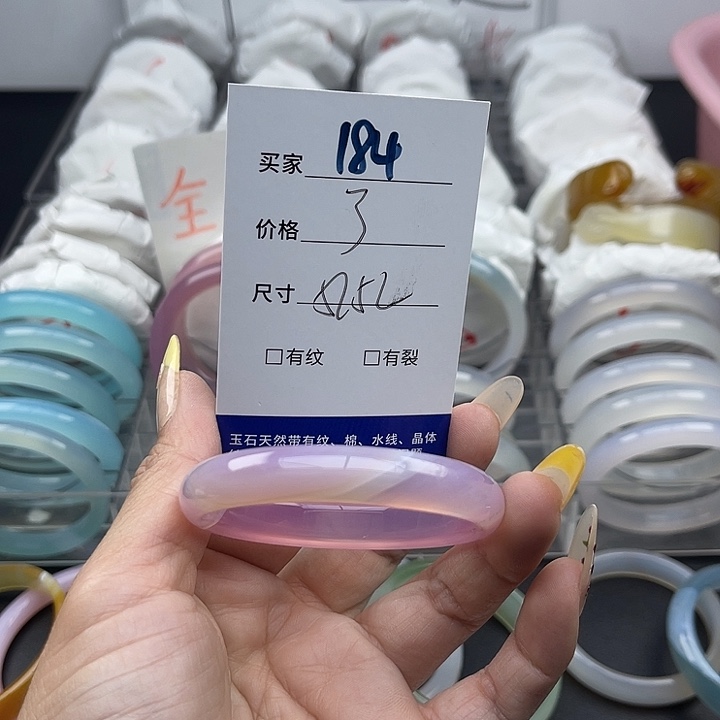 买家 184
价格 3
尺寸
□有纹 □有裂
玉石天然带有纹、棉、水线、晶体
全